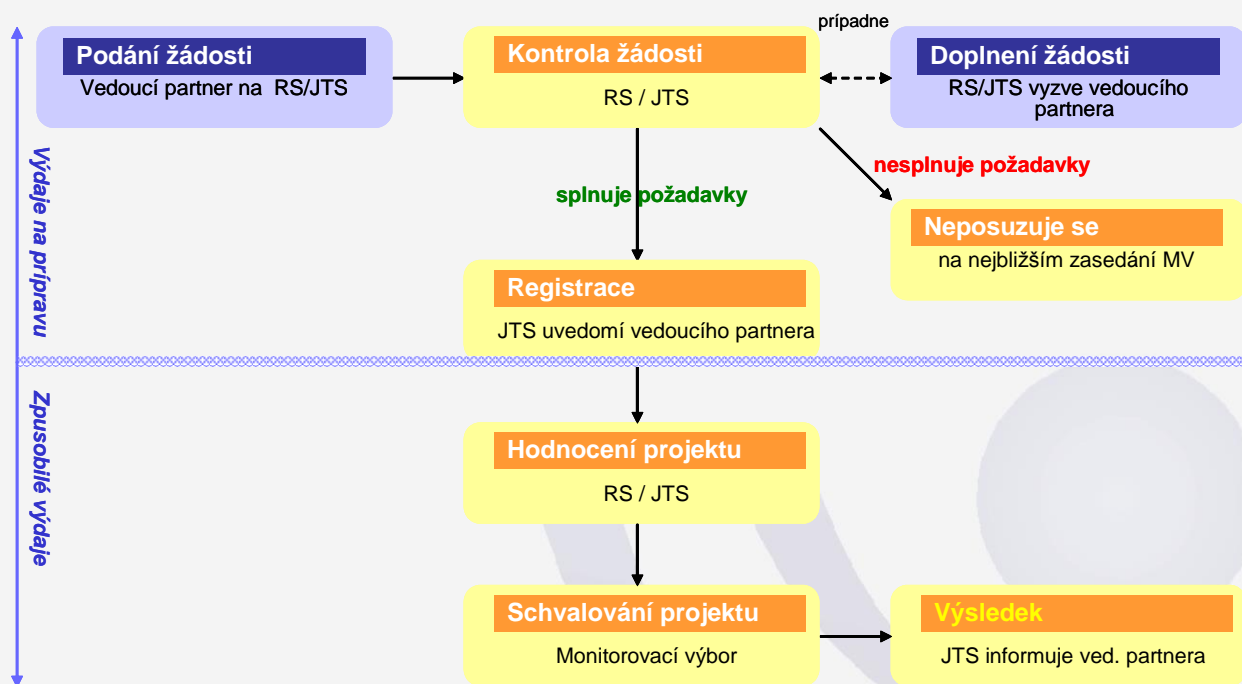 prípadne
Podání žádosti
Vedoucí partner na RS/JTS
Kontrola žádosti
RS / JTS
Doplnení žádosti
RS/JTS vyzve vedoucího
partnera
Výdaje na prípravu
splnuje požadavky
nesplnuje požadavky
Neposuzuje se
na nejbližším zasedání MV
Registrace
JTS uvedomí vedoucího partnera
Zpusobilé výdaje
Hodnocení projektu
RS / JTS
Schvalování projektu
Monitorovací výbor
Výsledek
JTS informuje ved. partnera